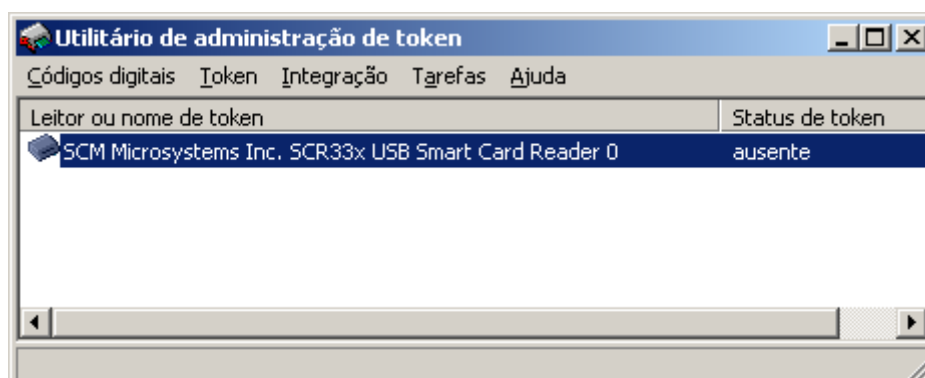 Utilitário de administração de token
Códigos digitais Token Integração Tarefas Ajuda
Leitor ou nome de token Status de token
SCM Microsystems Inc. SCR33x USB Smart Card Reader 0 ausente